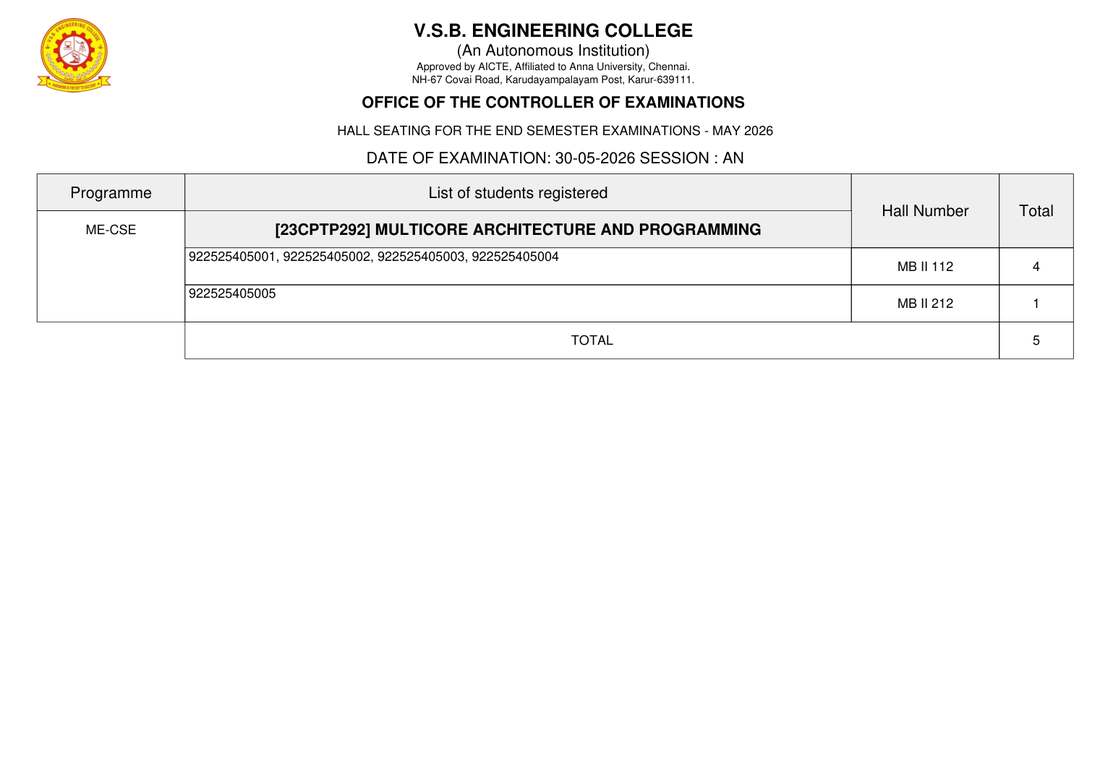 V.S.B. ENGINEERING COLLEGE
(An Autonomous Institution)
Approved by AICTE, Affiliated to Anna University, Chennai.
NH-67 Covai Road, Karudayampalayam Post, Karur-639111.
OFFICE OF THE CONTROLLER OF EXAMINATIONS
HALL SEATING FOR THE END SEMESTER EXAMINATIONS - MAY 2026
DATE OF EXAMINATION: 30-05-2026 SESSION : AN
Programme List of students registered Hall Number Total
ME-CSE [23CPTP292] MULTICORE ARCHITECTURE AND PROGRAMMING
922525405001, 922525405002, 922525405003, 922525405004 MB II 112 4
922525405005 MB II 212 1
TOTAL 5